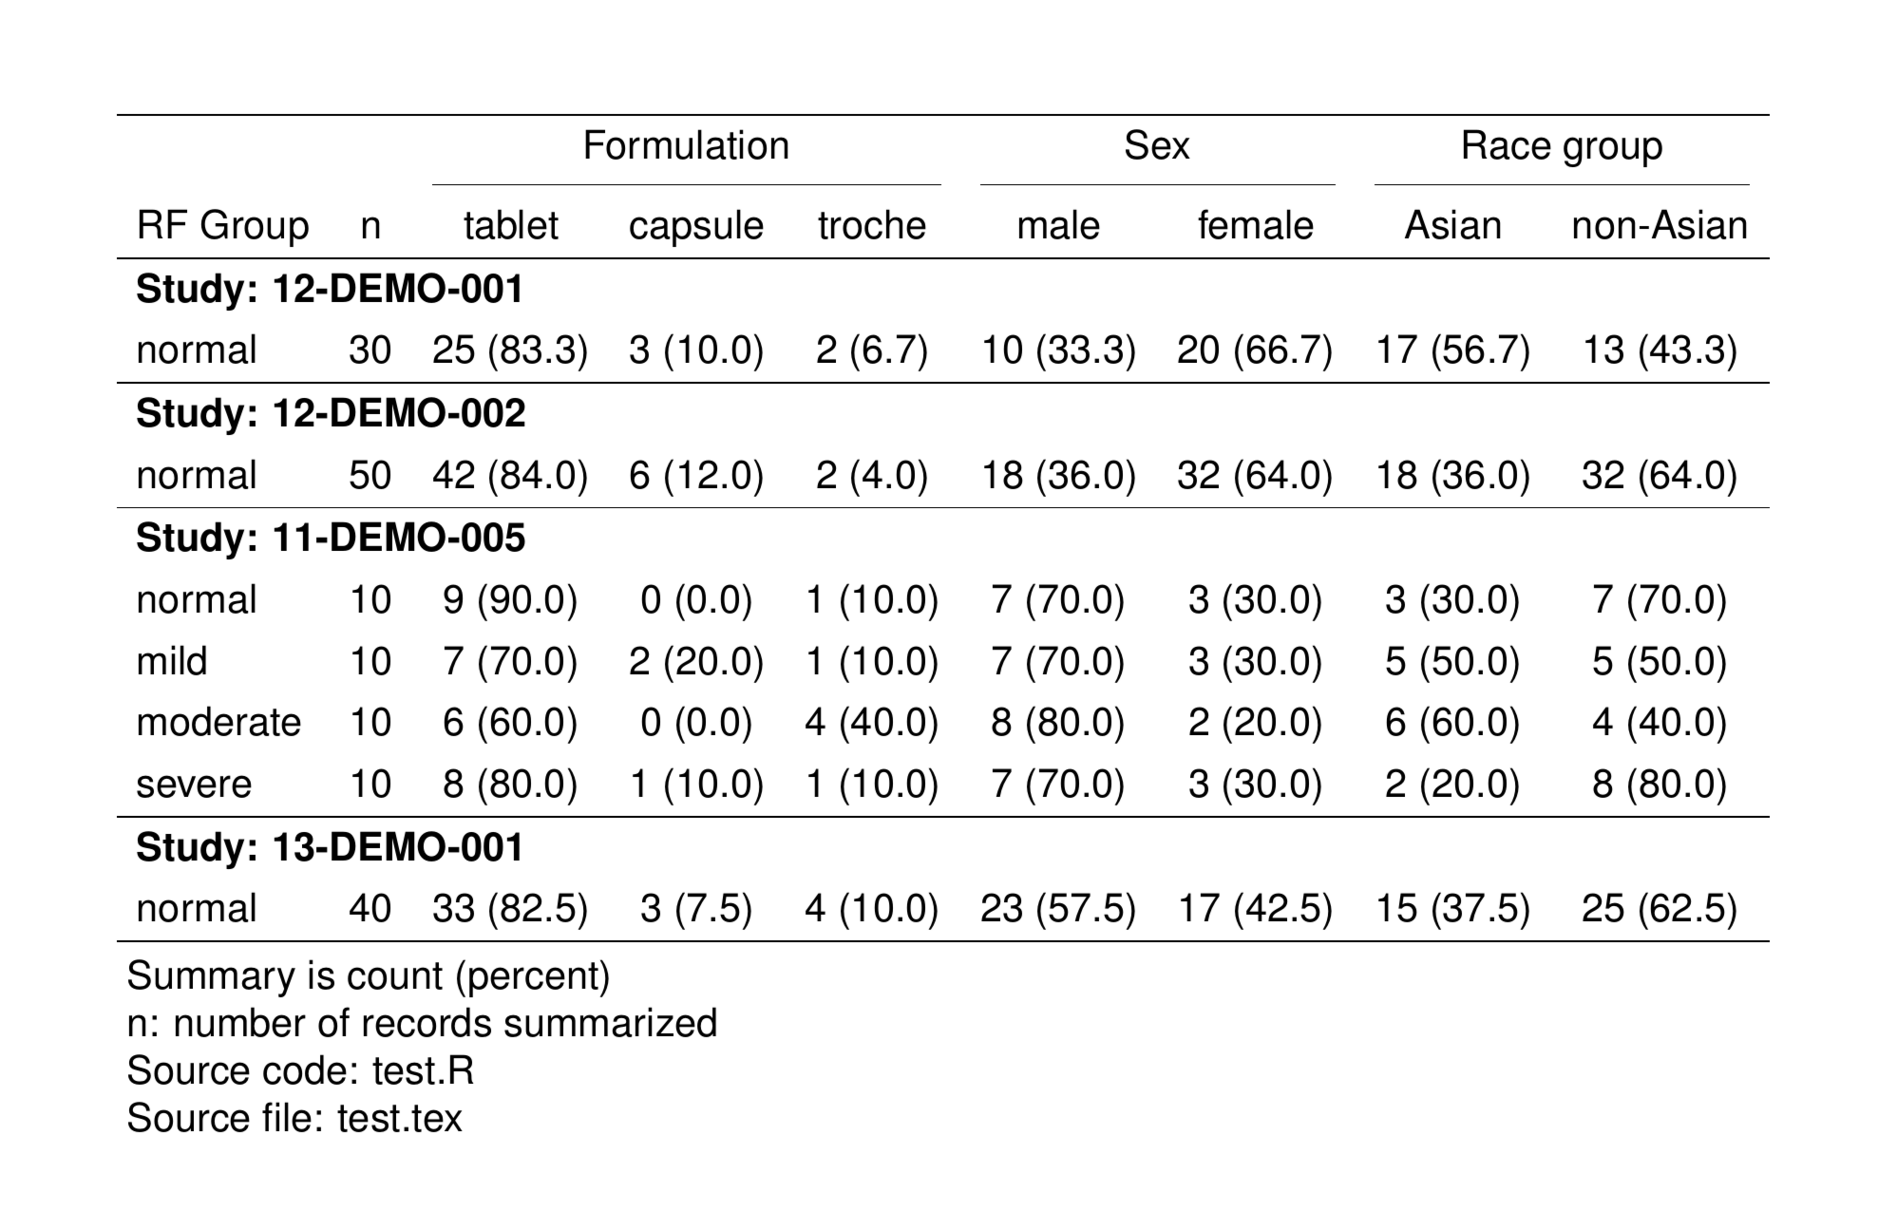 Formulation Sex Race group
RF Group n tablet capsule troche male female Asian non-Asian
Study: 12-DEMO-001
normal 30 25 (83.3) 3 (10.0) 2 (6.7) 10 (33.3) 20 (66.7) 17 (56.7) 13 (43.3)
Study: 12-DEMO-002
normal 50 42 (84.0) 6 (12.0) 2 (4.0) 18 (36.0) 32 (64.0) 18 (36.0) 32 (64.0)
Study: 11-DEMO-005
normal 10 9 (90.0) 0 (0.0) 1 (10.0) 7 (70.0) 3 (30.0) 3 (30.0) 7 (70.0)
mild 10 7 (70.0) 2 (20.0) 1 (10.0) 7 (70.0) 3 (30.0) 5 (50.0) 5 (50.0)
moderate 10 6 (60.0) 0 (0.0) 4 (40.0) 8 (80.0) 2 (20.0) 6 (60.0) 4 (40.0)
severe 10 8 (80.0) 1 (10.0) 1 (10.0) 7 (70.0) 3 (30.0) 2 (20.0) 8 (80.0)
Study: 13-DEMO-001
normal 40 33 (82.5) 3 (7.5) 4 (10.0) 23 (57.5) 17 (42.5) 15 (37.5) 25 (62.5)
Summary is count (percent)
n: number of records summarized
Source code: test.R
Source file: test.tex